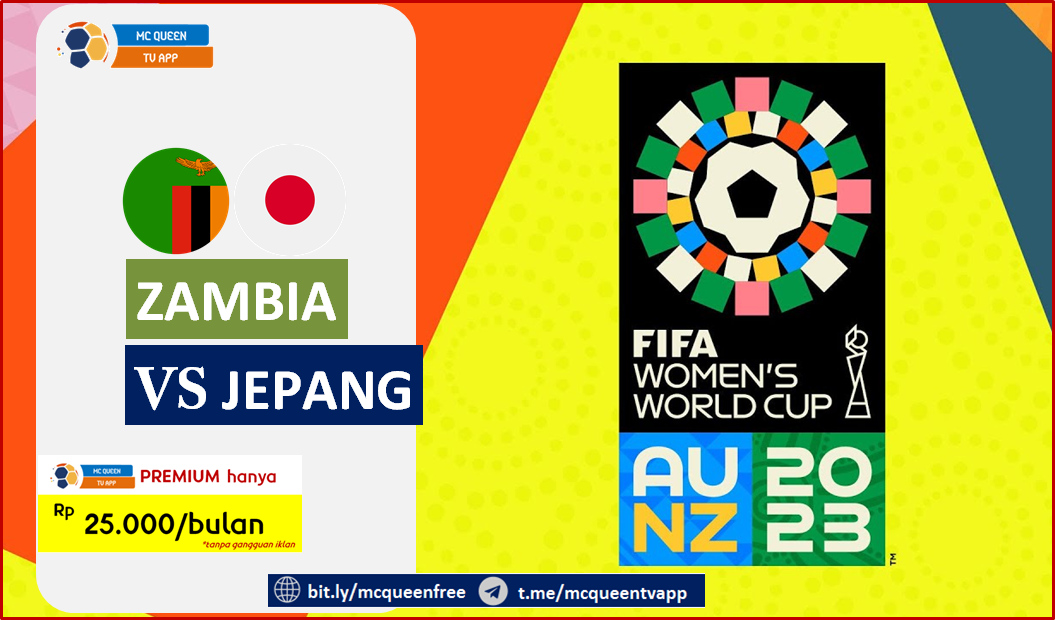 MC QUEEN
TV APP
ZAMBIA
VS JEPANG
MC QUEEN
TV APP
PREMIUM hanya
Rp 25.000/bulan
*tanpa gangguan iklan
bit.ly/mcqueenfree
t.me/mcqueentvapp
FIFA
WOMEN'S
WORLD CUP
AU 20
NZ 23
TM